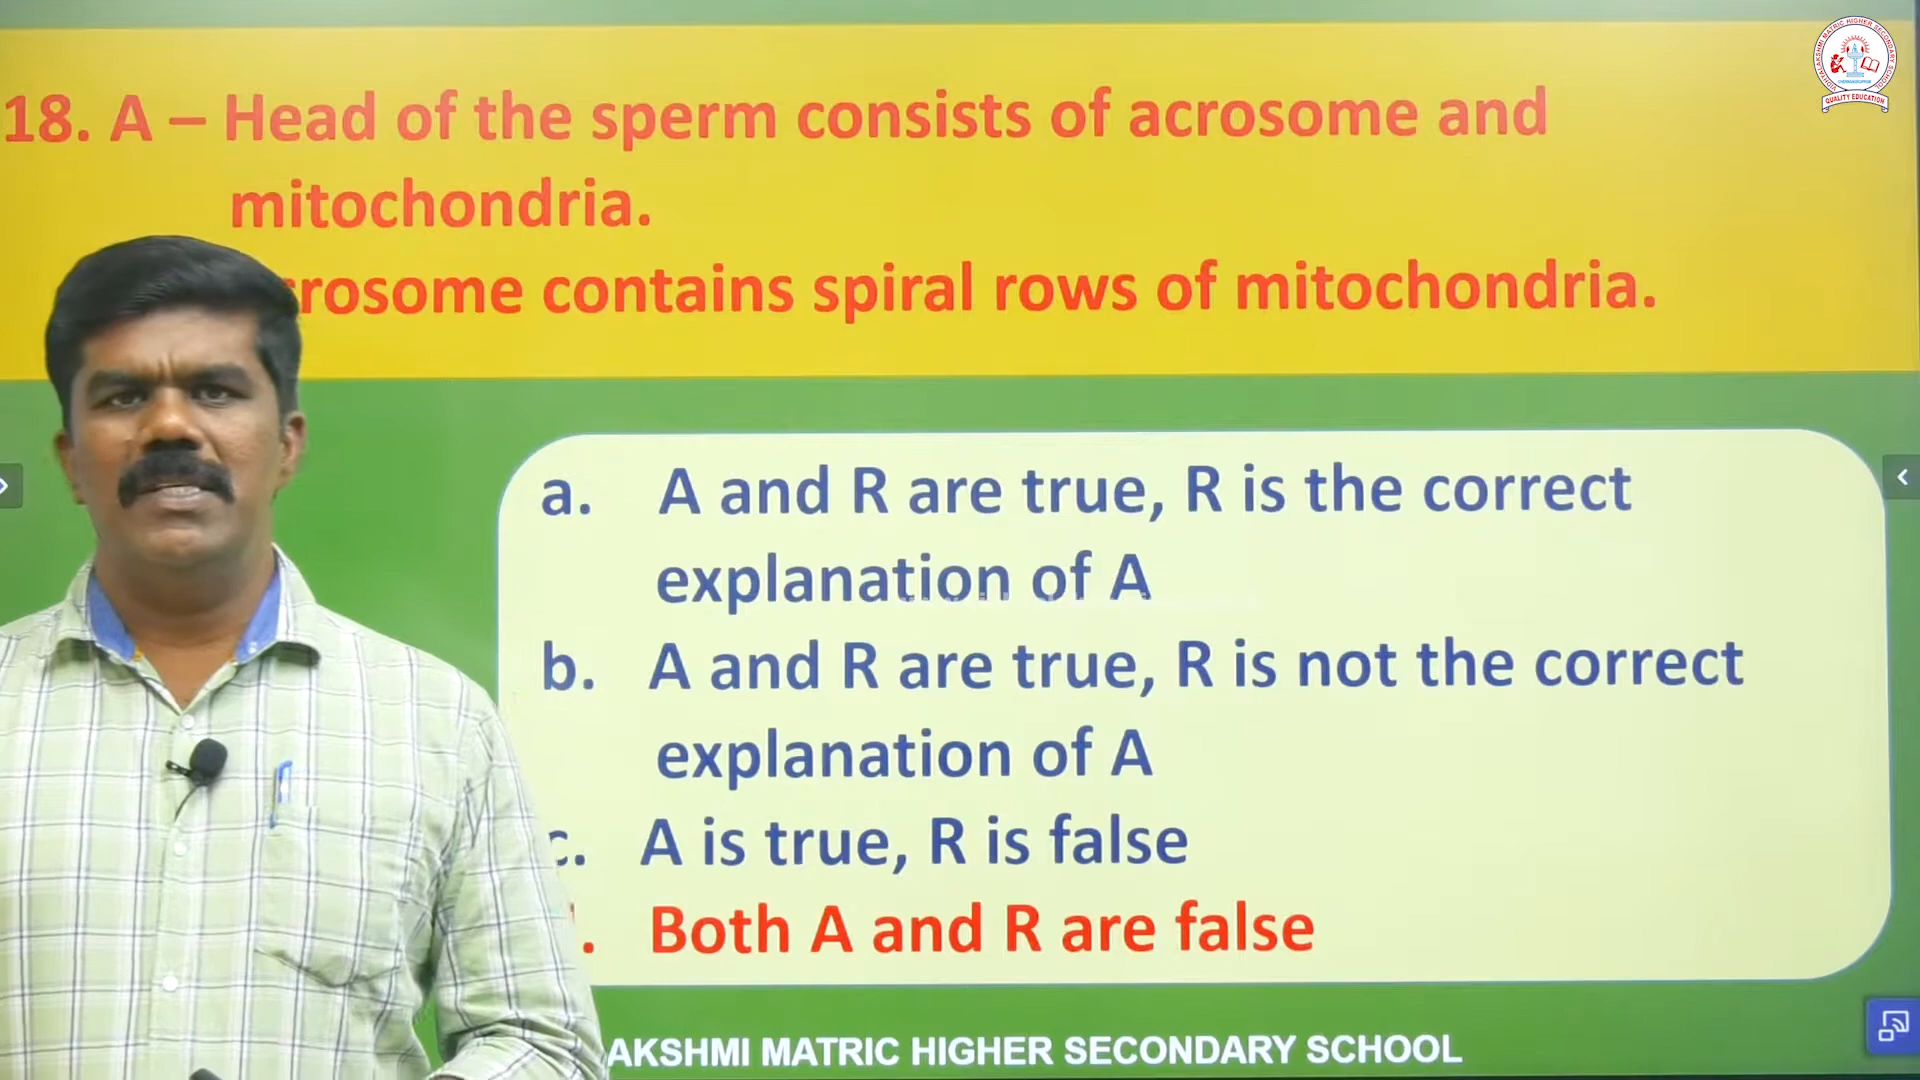 18. A – Head of the sperm consists of acrosome and
mitochondria.
contains spiral rows of mitochondria.
a. A and R are true, R is the correct
explanation of A
b. A and R are true, R is not the correct
explanation of A
c. A is true, R is false
Both A and R are false
MATRIC HIGHER SECONDARY SCHOOL
QUALITY EDUCATION